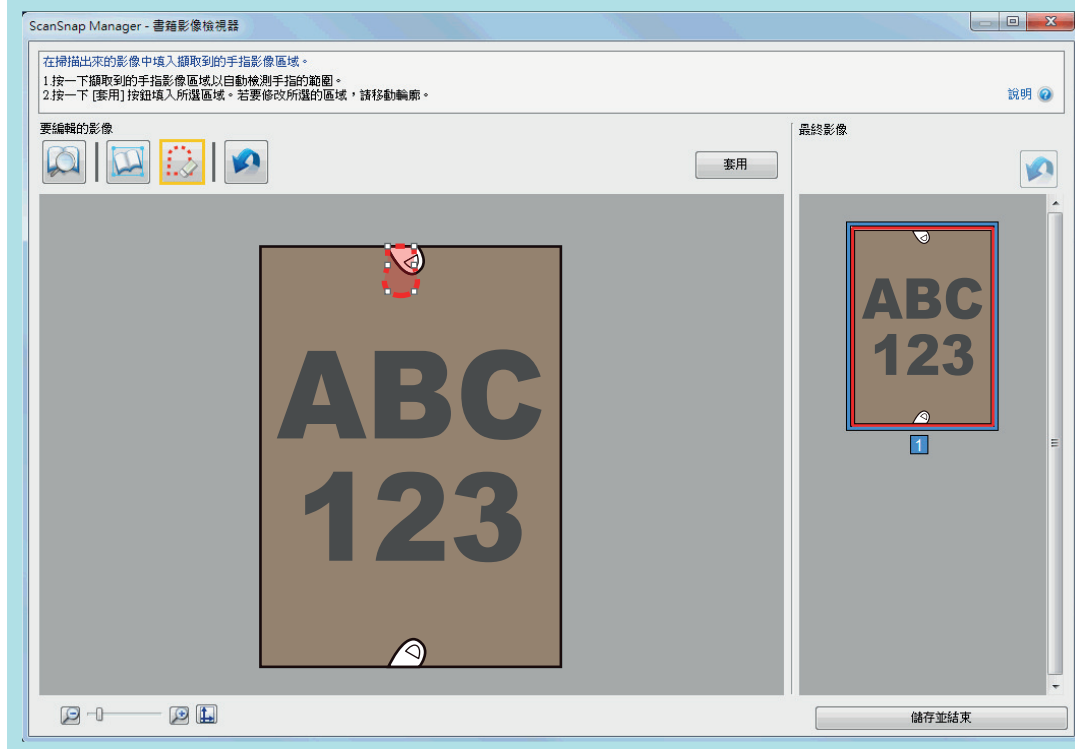 ScanSnap Manager - 書籍影像檢視器
在掃描出來的影像中填入擷取到的手指影像區域。
1.按一下擷取到的手指影像區域以自動檢測手指的範圍。
2.按一下 [套用] 按鈕填入所選區域。若要修改所選的區域，請移動輪廓。
說明
要編輯的影像
最終影像
套用
ABC
123
ABC
123
1
儲存並結束